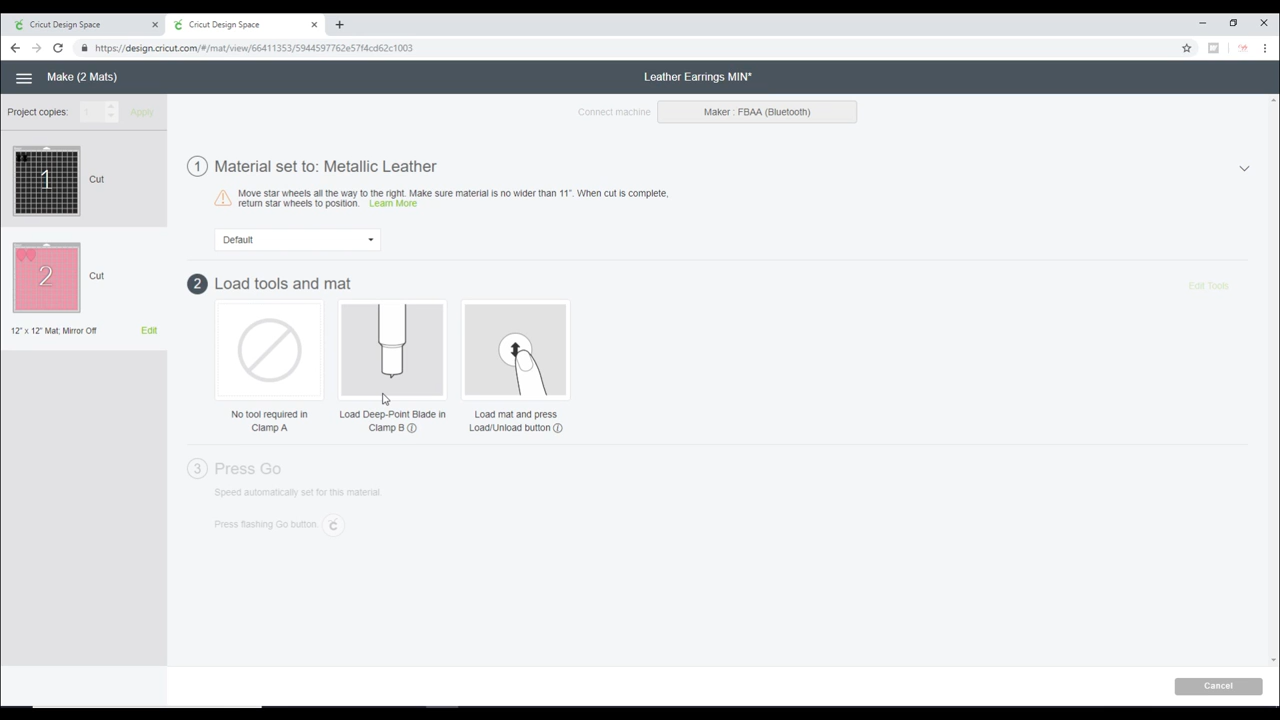 Cricut Design Space
Cricut Design Space
https://design.cricut.com/#/mat/view/66411353/5944597762e57f4cd62c1003
Make (2 Mats)
Leather Earrings MIN*
Project copies: 1 Apply
Connect machine Maker : FBAA (Bluetooth)
1 Cut
2 Cut
12" x 12" Mat; Mirror Off Edit
1 Material set to: Metallic Leather
Move star wheels all the way to the right. Make sure material is no wider than 11". When cut is complete,
return star wheels to position. Learn More
Default
2 Load tools and mat
Edit Tools
No tool required in
Clamp A
Load Deep-Point Blade in
Clamp B
Load mat and press
Load/Unload button
3 Press Go
Speed automatically set for this material.
Press flashing Go button.
Cancel